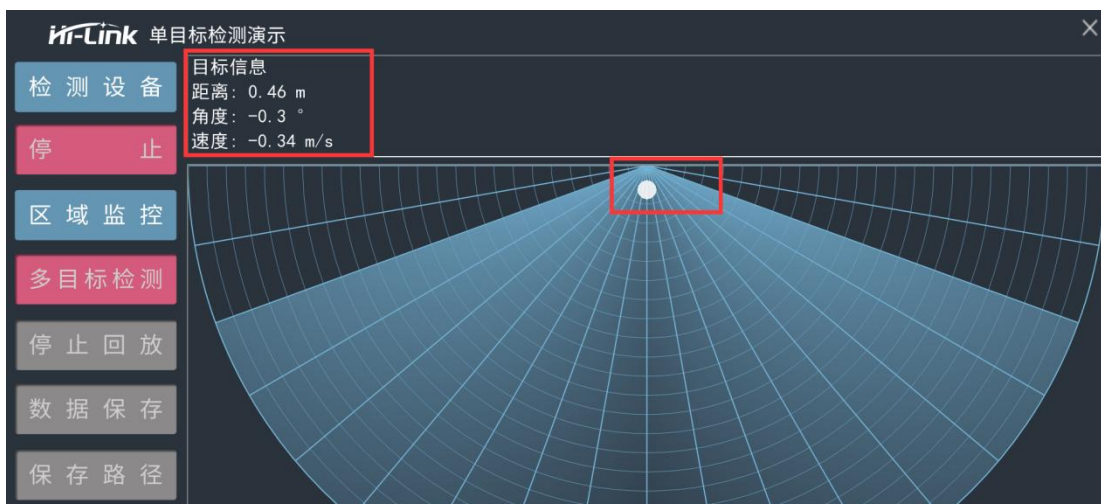 Hi-Link 单目标检测演示
目标信息
距离: 0.46 m
角度: -0.3 °
速度: -0.34 m/s
检测设备
停止
区域监控
多目标检测
停止回放
数据保存
保存路径